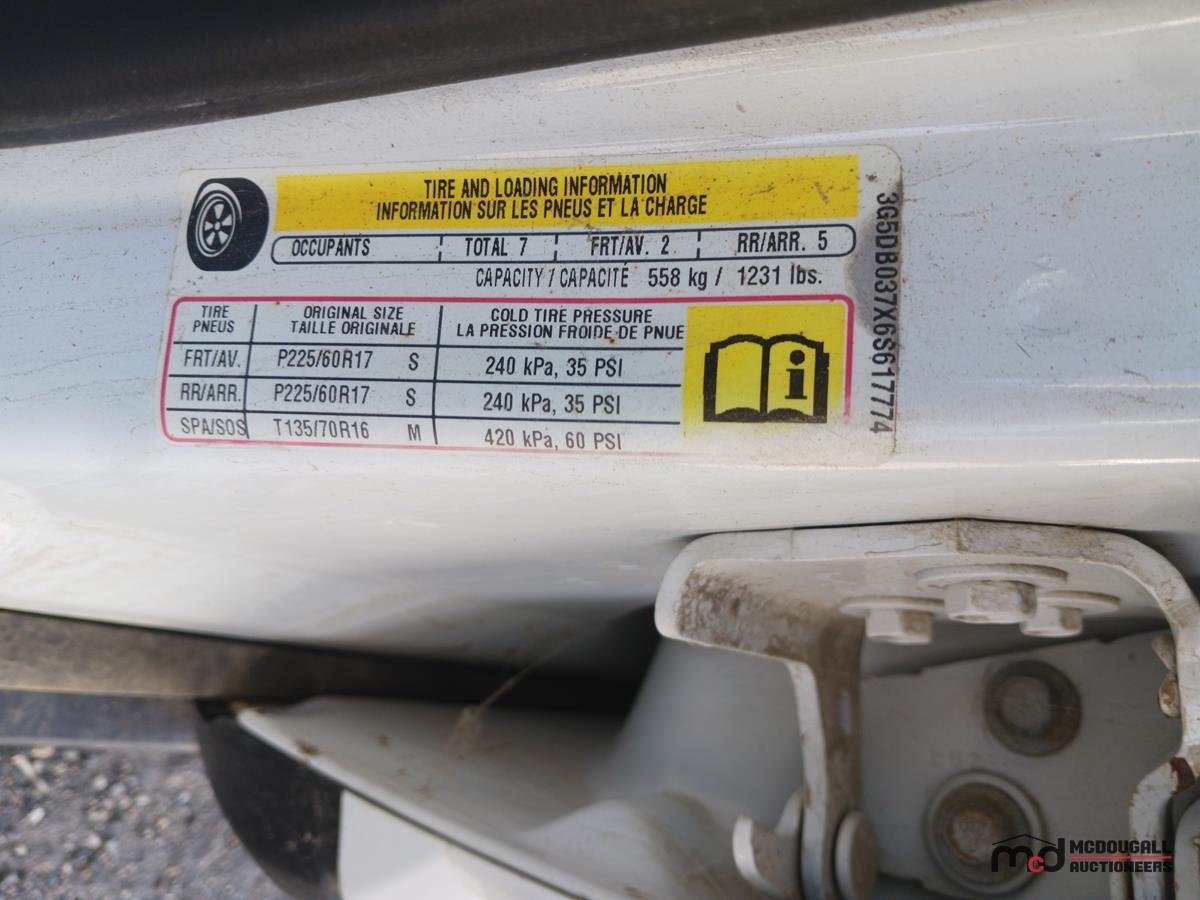 TIRE AND LOADING INFORMATION
INFORMATION SUR LES PNEUS ET LA CHARGE
OCCUPANTS TOTAL 7 FRT/AV. 2 RR/ARR. 5
CAPACITY / CAPACITÉ 558 kg / 1231 lbs.
TIRE ORIGINAL SIZE COLD TIRE PRESSURE
PNEUS TAILLE ORIGINALE LA PRESSION FROIDE DE PNUE
FRT/AV. P225/60R17 S 240 kPa, 35 PSI
RR/ARR. P225/60R17 S 240 kPa, 35 PSI
SPA/SOS T135/70R16 M 420 kPa, 60 PSI
i
3G5DB037X6S617774
mcd MCDOUGALL
AUCTIONEERS